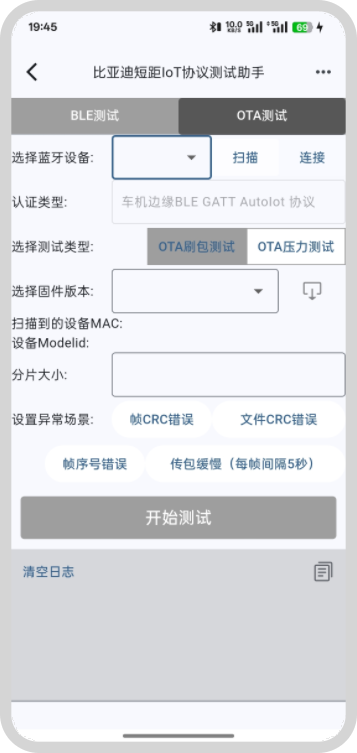 19:45 10.0 KB/S 5G 5G 69
比亚迪短距IoT协议测试助手
BLE测试 OTA测试
选择蓝牙设备: 扫描 连接
认证类型: 车机边缘BLE GATT AutoIot 协议
选择测试类型: OTA刷包测试 OTA压力测试
选择固件版本:
扫描到的设备MAC:
设备Modelid:
分片大小:
设置异常场景: 帧CRC错误 文件CRC错误
帧序号错误 传包缓慢（每帧间隔5秒）
开始测试
清空日志